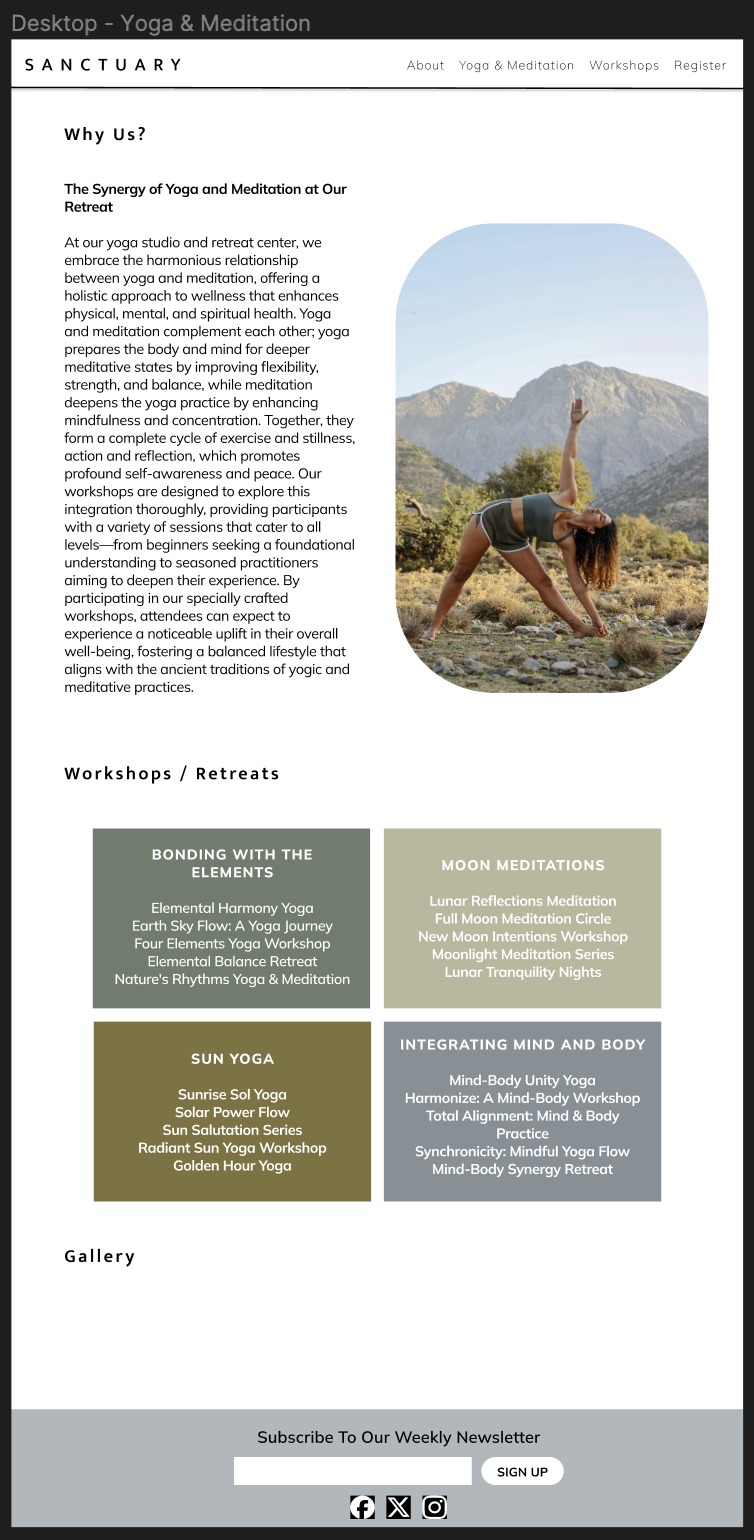 Desktop - Yoga & Meditation
SANCTUARY
About Yoga & Meditation Workshops Register
Why Us?
The Synergy of Yoga and Meditation at Our
Retreat
At our yoga studio and retreat center, we
embrace the harmonious relationship
between yoga and meditation, offering a
holistic approach to wellness that enhances
physical, mental, and spiritual health. Yoga
and meditation complement each other; yoga
prepares the body and mind for deeper
meditative states by improving flexibility,
strength, and balance, while meditation
deepens the yoga practice by enhancing
mindfulness and concentration. Together, they
form a complete cycle of exercise and stillness,
action and reflection, which promotes
profound self-awareness and peace. Our
workshops are designed to explore this
integration thoroughly, providing participants
with a variety of sessions that cater to all
levels—from beginners seeking a foundational
understanding to seasoned practitioners
aiming to deepen their experience. By
participating in our specially crafted
workshops, attendees can expect to
experience a noticeable uplift in their overall
well-being, fostering a balanced lifestyle that
aligns with the ancient traditions of yogic and
meditative practices.
Workshops / Retreats
BONDING WITH THE
ELEMENTS
Elemental Harmony Yoga
Earth Sky Flow: A Yoga Journey
Four Elements Yoga Workshop
Elemental Balance Retreat
Nature's Rhythms Yoga & Meditation
MOON MEDITATIONS
Lunar Reflections Meditation
Full Moon Meditation Circle
New Moon Intentions Workshop
Moonlight Meditation Series
Lunar Tranquility Nights
SUN YOGA
Sunrise Sol Yoga
Solar Power Flow
Sun Salutation Series
Radiant Sun Yoga Workshop
Golden Hour Yoga
INTEGRATING MIND AND BODY
Mind-Body Unity Yoga
Harmonize: A Mind-Body Workshop
Total Alignment: Mind & Body
Practice
Synchronicity: Mindful Yoga Flow
Mind-Body Synergy Retreat
Gallery
Subscribe To Our Weekly Newsletter
SIGN UP